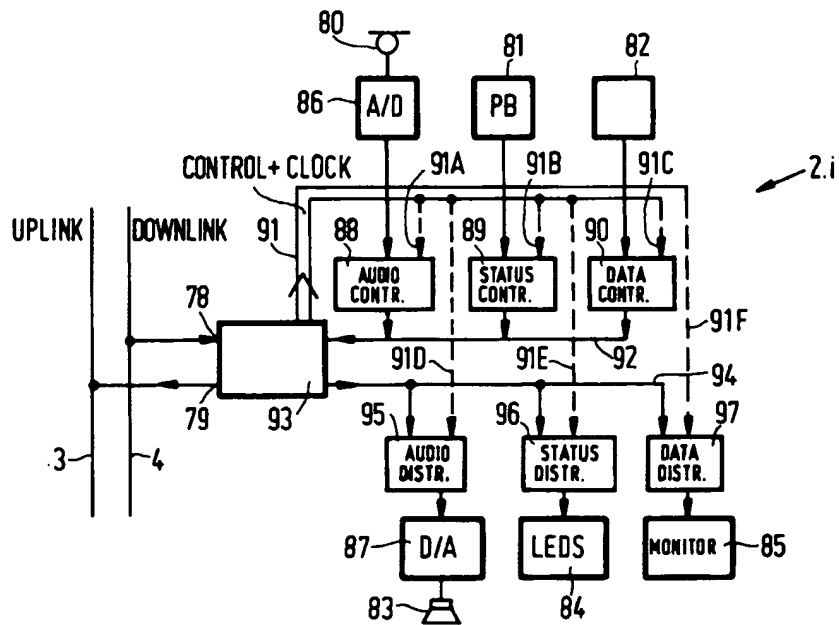 80
81
82
86
A/D
PB
CONTROL + CLOCK
91A
91B
91C
2.i
UPLINK
DOWNLINK
91
88
AUDIO
CONTR.
89
STATUS
CONTR.
90
DATA
CONTR.
78
91F
92
91D
91E
94
79
93
95
AUDIO
DISTR.
96
STATUS
DISTR.
97
DATA
DISTR.
3
4
87
D/A
LEDS
MONITOR
85
83
84